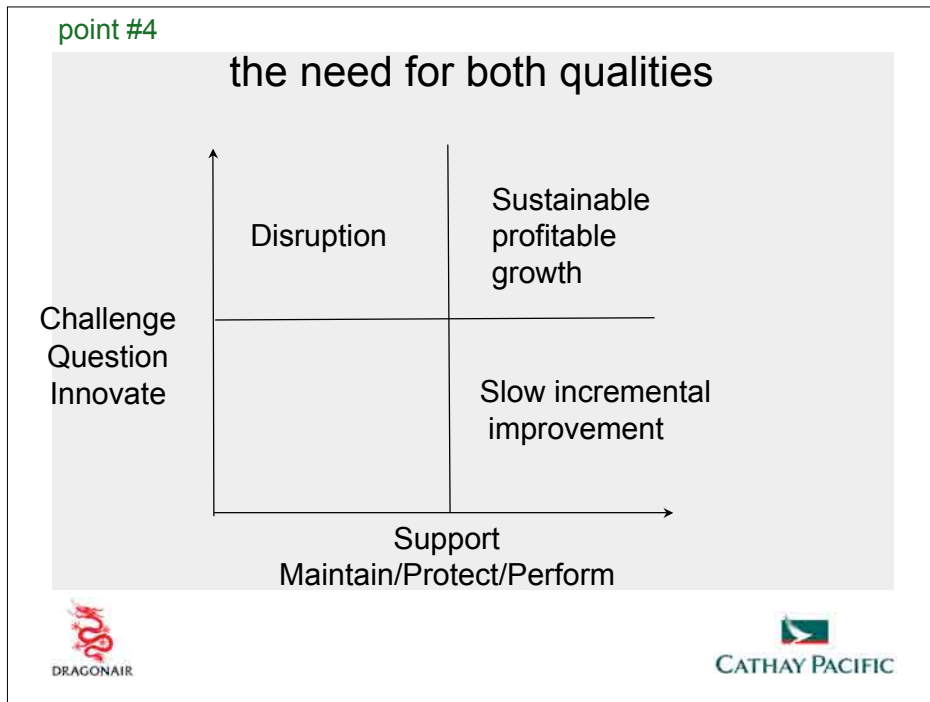 point #4
the need for both qualities
Disruption
Sustainable
profitable
growth
Challenge
Question
Innovate
Slow incremental
improvement
Support
Maintain/Protect/Perform
DRAGONAIR
CATHAY PACIFIC